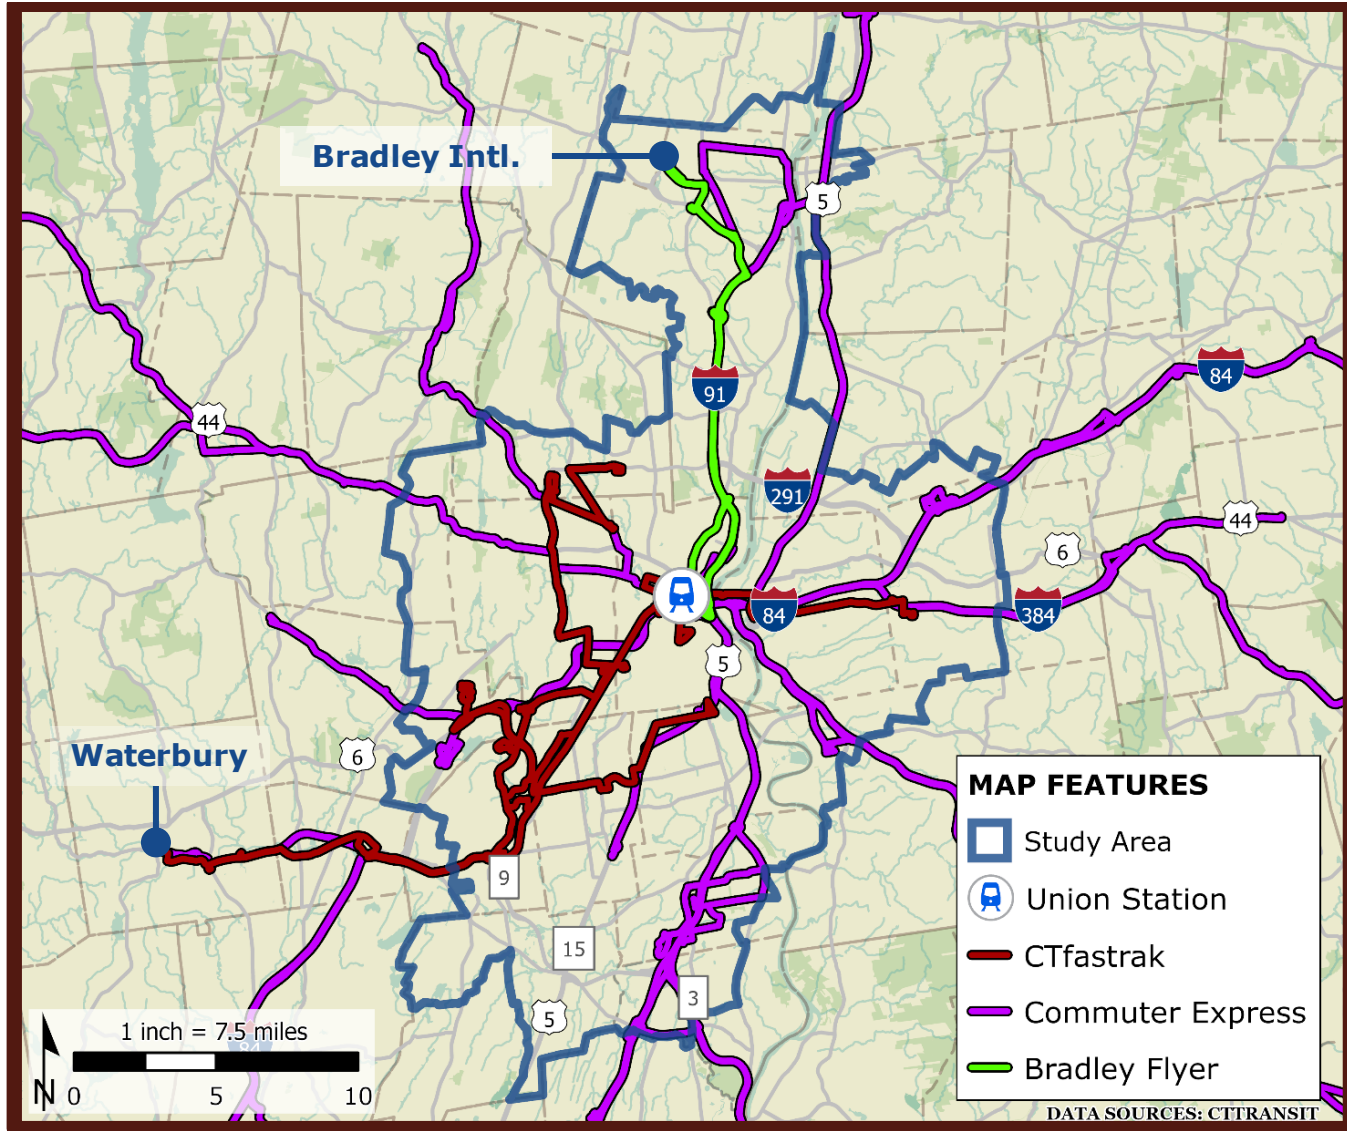 Bradley Intl.
5
44
91
84
291
44
6
84
384
5
Waterbury
6
9
15
3
5
84
MAP FEATURES
Study Area
Union Station
CTfastrak
Commuter Express
Bradley Flyer
1 inch = 7.5 miles
N 0 5 10
DATA SOURCES: CTTRANSIT